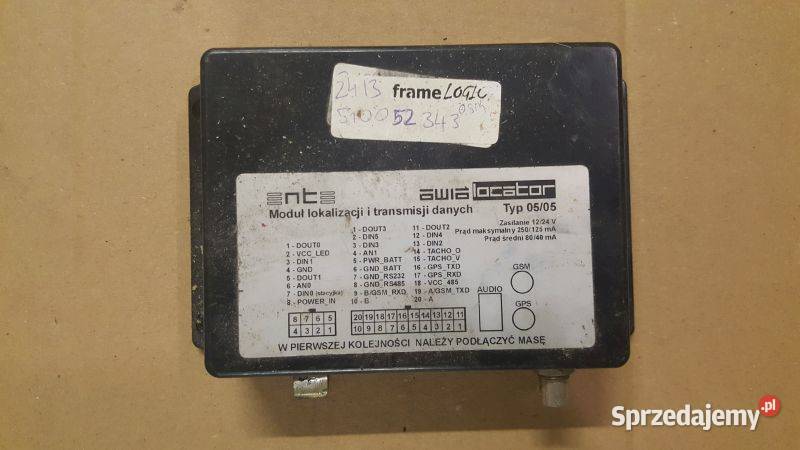 2413 frame LOGIC
510052343 OSM
nte
awia locator
Moduł lokalizacji i transmisji danych
Typ 05/05
Zasilanie 12/24 V
Prąd maksymalny 250/125 mA
Prąd średni 80/40 mA
1 - DOUT0
2 - VCC_LED
3 - DIN1
4 - GND
5 - DOUT1
6 - AN0
7 - DIN0 (stacyjka)
8 - POWER_IN
1 - DOUT3
2 - DIN5
3 - DIN3
4 - AN1
5 - PWR_BATT
6 - GND_BATT
7 - GND_RS232
8 - GND_RS485
9 - B/GSM_RXD
10 - B
11 - DOUT2
12 - DIN4
13 - DIN2
14 - TACHO_O
15 - TACHO_V
16 - GPS_TXD
17 - GPS_RXD
18 - VCC_485
19 - A/GSM_TXD
20 - A
AUDIO
GSM
GPS
8 7 6 5
4 3 2 1
20 19 18 17 16 15 14 13 12 11
10 9 8 7 6 5 4 3 2 1
W PIERWSZEJ KOLEJNOŚCI NALEŻY PODŁĄCZYĆ MASĘ
Sprzedajemy.pl